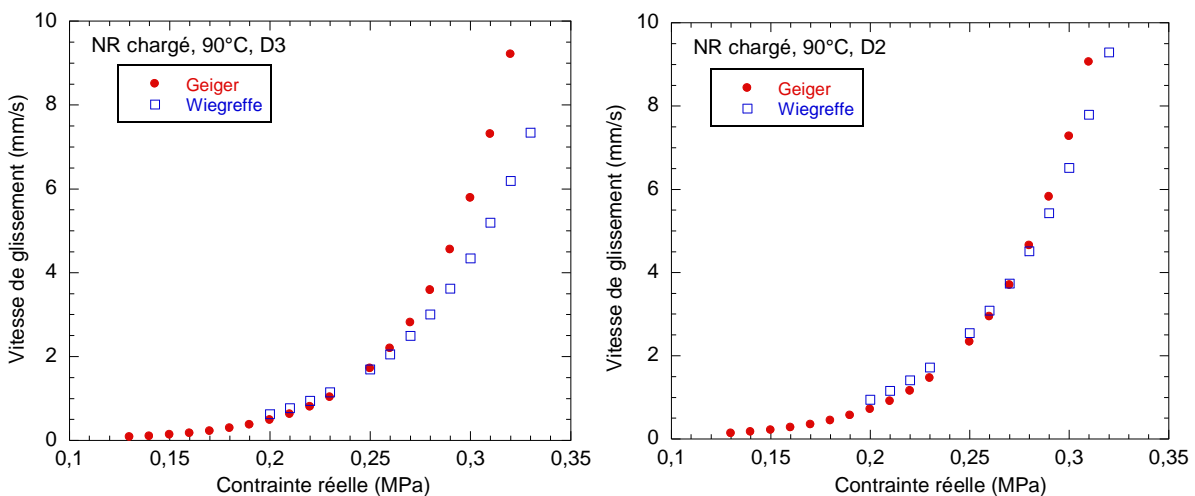 NR chargé, 90°C, D3
Geiger
Wiegreffe
Vitesse de glissement (mm/s)
10
8
6
4
2
0
0,1
0,15
0,2
0,25
0,3
0,35
Contrainte réelle (MPa)
NR chargé, 90°C, D2
Geiger
Wiegreffe
Vitesse de glissement (mm/s)
10
8
6
4
2
0
0,1
0,15
0,2
0,25
0,3
0,35
Contrainte réelle (MPa)